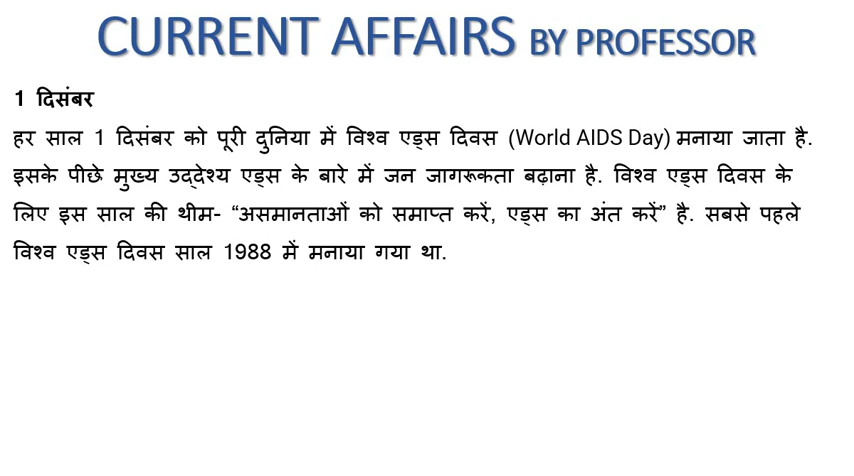 CURRENT AFFAIRS BY PROFESSOR
1 दिसंबर
हर साल 1 दिसंबर को पूरी दुनिया में विश्व एड्स दिवस (World AIDS Day) मनाया जाता है.
इसके पीछे मुख्य उद्देश्य एड्स के बारे में जन जागरूकता बढ़ाना है. विश्व एड्स दिवस के
लिए इस साल की थीम- “असमानताओं को समाप्त करें, एड्स का अंत करें” है. सबसे पहले
विश्व एड्स दिवस साल 1988 में मनाया गया था.